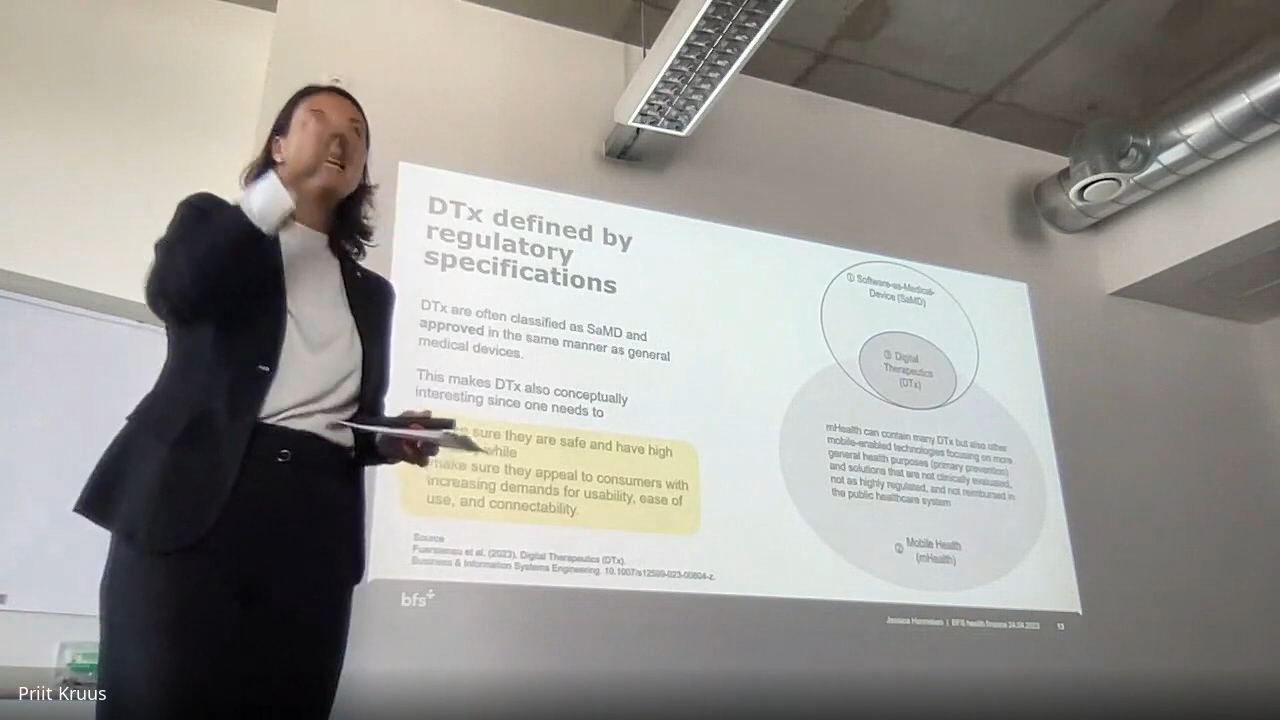 DTx defined by
regulatory
specifications
DTx are often classified as SaMD and
approved in the same manner as general
medical devices.
This makes DTx also conceptually
interesting since one needs to
sure they are safe and have high
while
make sure they appeal to consumers with
increasing demands for usability, ease of
use, and connectability.
Source
Fuerstenau et al. (2023). Digital Therapeutics (DTx).
Business & Information Systems Engineering. 10.1007/s12599-023-00804-z.
bfs
① Software-as-Medical-
Device (SaMD)
③ Digital
Therapeutics
(DTx)
mHealth can contain many DTx but also other
mobile-enabled technologies focusing on more
general health purposes (primary prevention)
and solutions that are not clinically evaluated,
not as highly regulated, and not reimbursed in
the public healthcare system
② Mobile Health
(mHealth)
Jessica | BFS health finance 24.04.2023 13
Priit Kruus